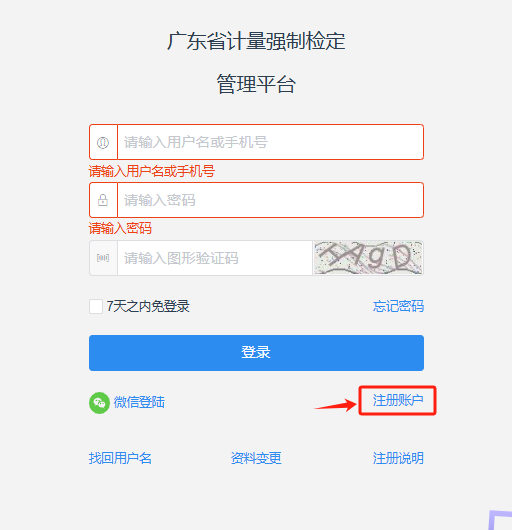 广东省计量强制检定
管理平台
请输入用户名或手机号
请输入用户名或手机号
请输入密码
请输入密码
请输入图形验证码 HAgD
7天之内免登录 忘记密码
登录
微信登陆 注册账户
找回用户名 资料变更 注册说明